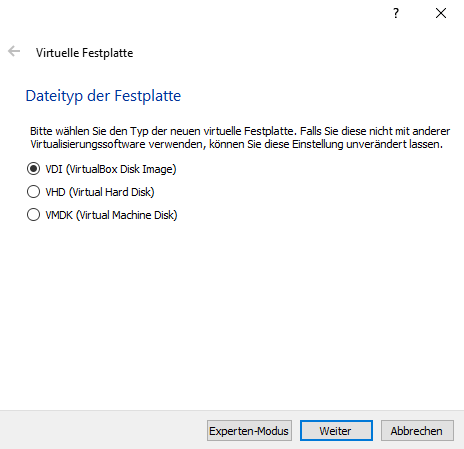 ?
Virtuelle Festplatte
Dateityp der Festplatte
Bitte wählen Sie den Typ der neuen virtuelle Festplatte. Falls Sie diese nicht mit anderer
Virtualisierungssoftware verwenden, können Sie diese Einstellung unverändert lassen.
VDI (VirtualBox Disk Image)
VHD (Virtual Hard Disk)
VMDK (Virtual Machine Disk)
Experten-Modus Weiter Abbrechen